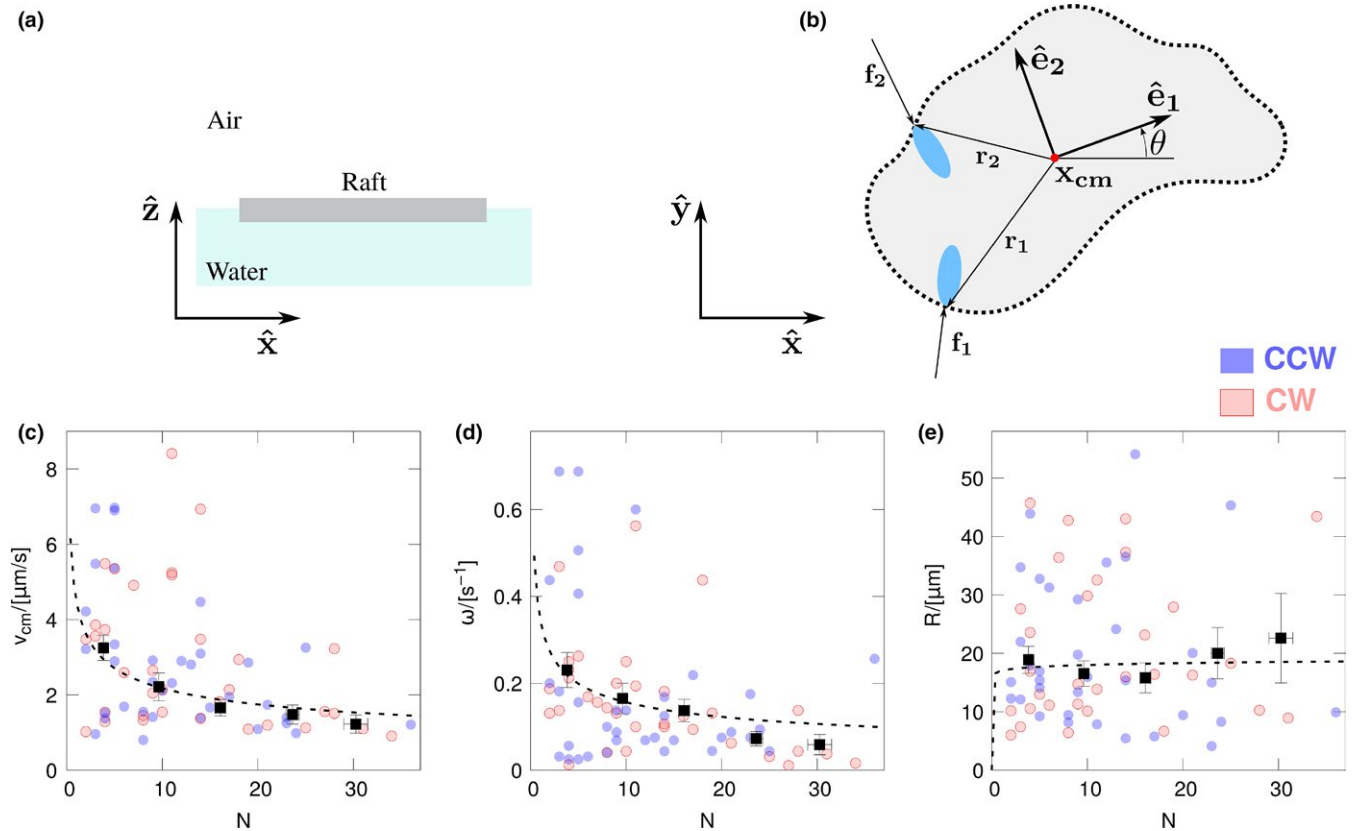 (a)
Air
Raft
ẑ
Water
x̂
(b)
f₂
ê₂
ê₁
θ
r₂
x_cm
ŷ
r₁
x̂
f₁
CCW
CW
(c)
v_cm/[μm/s]
8
6
4
2
0
0 10 20 30
N
(d)
ω/[s⁻¹]
0.6
0.4
0.2
0
0 10 20 30
N
(e)
R/[μm]
50
40
30
20
10
0
0 10 20 30
N